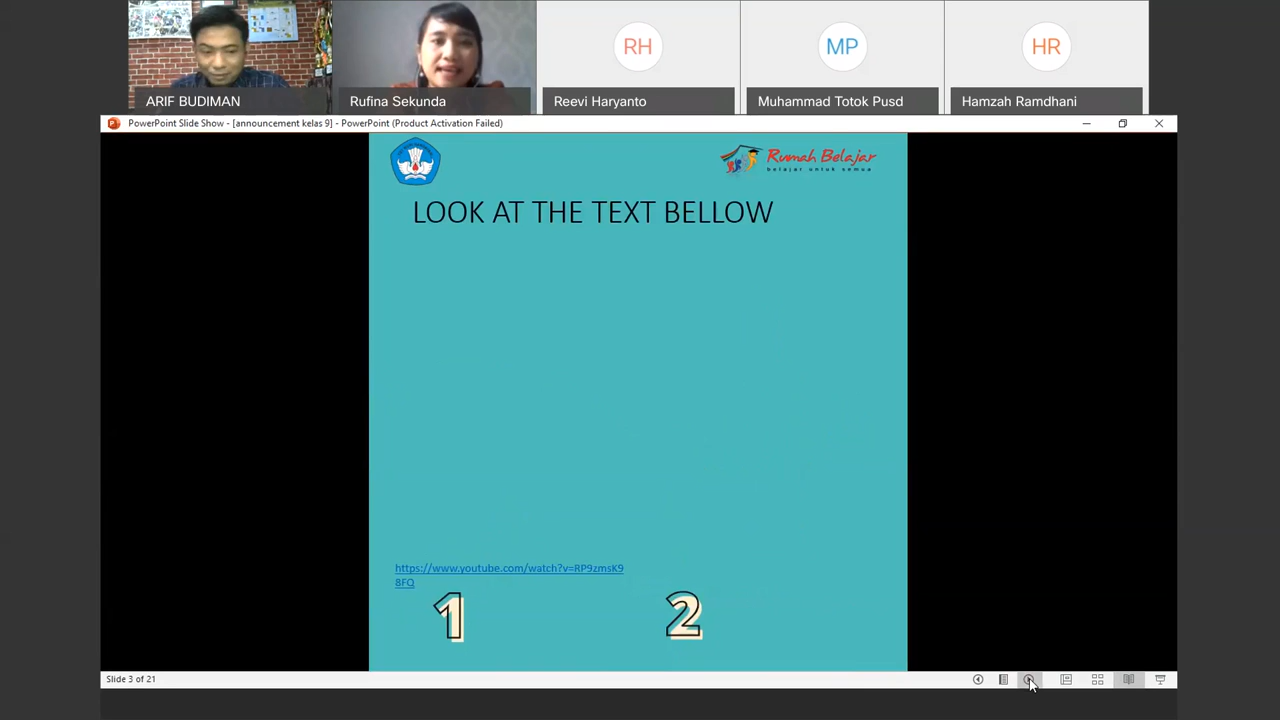 RH
MP
HR
ARIF BUDIMAN
Rufina Sekunda
Reevi Haryanto
Muhammad Totok Pusd
Hamzah Ramdhani
PowerPoint Slide Show - [announcement kelas 9] - PowerPoint (Product Activation Failed)
Rumah Belajar
belajar untuk semua
LOOK AT THE TEXT BELLOW
https://www.youtube.com/watch?v=RP9zmsK9
8FQ
1
2
Slide 3 of 21